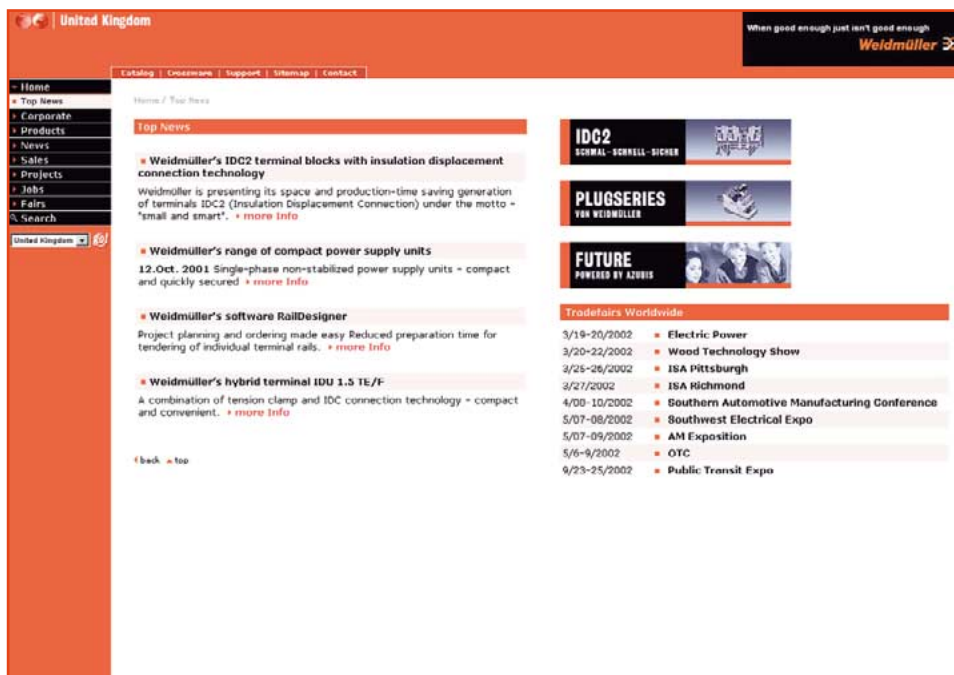 United Kingdom
When good enough just isn't good enough
Weidmüller
Catalog | Crossware | Support | Sitemap | Contact
Home
Top News
Corporate
Products
News
Sales
Projects
Jobs
Fairs
Search
United Kingdom
Home / Top News
Top News
Weidmüller's IDC2 terminal blocks with insulation displacement
connection technology
Weidmüller is presenting its space and production-time saving generation
of terminals IDC2 (Insulation Displacement Connection) under the motto -
"small and smart". more Info
Weidmüller's range of compact power supply units
12.Oct. 2001 Single-phase non-stabilized power supply units - compact
and quickly secured more Info
Weidmüller's software RailDesigner
Project planning and ordering made easy Reduced preparation time for
tendering of individual terminal rails. more Info
Weidmüller's hybrid terminal IDU 1.5 TE/F
A combination of tension clamp and IDC connection technology - compact
and convenient. more Info
back top
IDC2
SCHMAL-SCHNELL-SICHER
PLUGSERIES
VON WEIDMÜLLER
FUTURE
POWERED BY AZUBIS
Tradefairs Worldwide
3/19-20/2002 Electric Power
3/20-22/2002 Wood Technology Show
3/25-26/2002 ISA Pittsburgh
3/27/2002 ISA Richmond
4/08-10/2002 Southern Automotive Manufacturing Conference
5/07-08/2002 Southwest Electrical Expo
5/07-09/2002 AM Exposition
5/6-9/2002 OTC
9/23-25/2002 Public Transit Expo